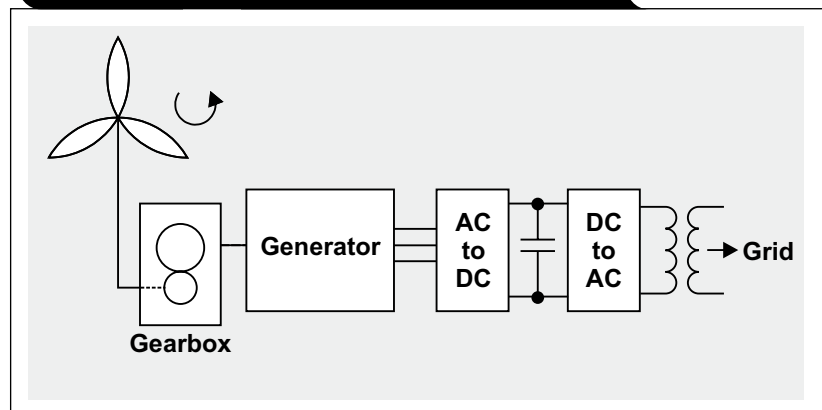 Generator
AC
to
DC
DC
to
AC
Grid
Gearbox